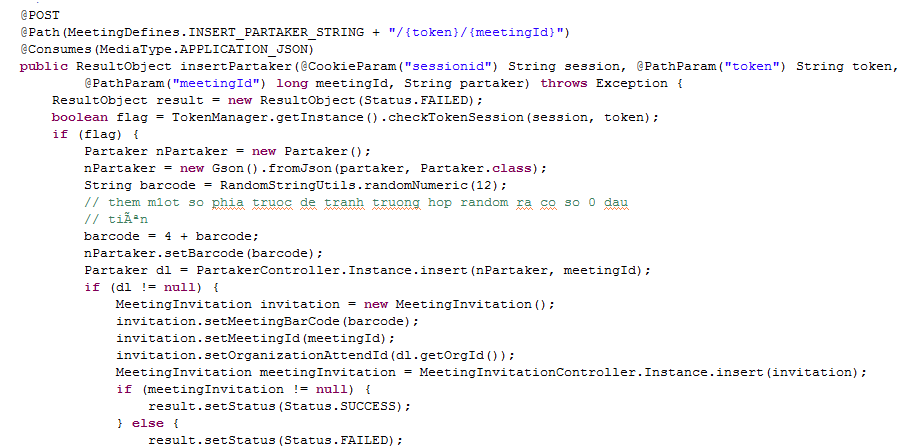 @POST
@Path(MeetingDefines.INSERT_PARTAKER_STRING + "/{token}/{meetingId}")
@Consumes(MediaType.APPLICATION_JSON)
public ResultObject insertPartaker(@CookieParam("sessionid") String session, @PathParam("token") String token,
@PathParam("meetingId") long meetingId, String partaker) throws Exception {
ResultObject result = new ResultObject(Status.FAILED);
boolean flag = TokenManager.getInstance().checkTokenSession(session, token);
if (flag) {
Partaker nPartaker = new Partaker();
nPartaker = new Gson().fromJson(partaker, Partaker.class);
String barcode = RandomStringUtils.randomNumeric(12);
// them m1ot so phia truoc de tranh truong hop random ra co so 0 dau
// tiÃªn
barcode = 4 + barcode;
nPartaker.setBarcode(barcode);
Partaker dl = PartakerController.Instance.insert(nPartaker, meetingId);
if (dl != null) {
MeetingInvitation invitation = new MeetingInvitation();
invitation.setMeetingBarCode(barcode);
invitation.setMeetingId(meetingId);
invitation.setOrganizationAttendId(dl.getOrgId());
MeetingInvitation meetingInvitation = MeetingInvitationController.Instance.insert(invitation);
if (meetingInvitation != null) {
result.setStatus(Status.SUCCESS);
} else {
result.setStatus(Status.FAILED);